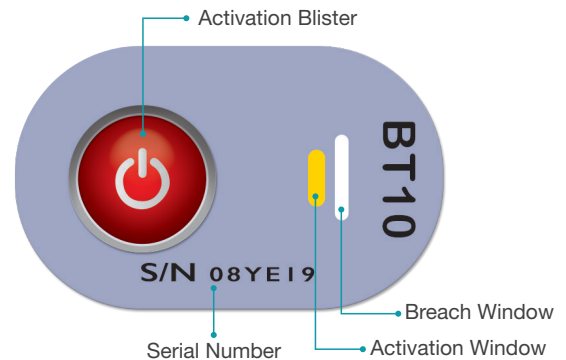 Activation Blister
BT10
S/N 08YE19
Breach Window
Serial Number
Activation Window